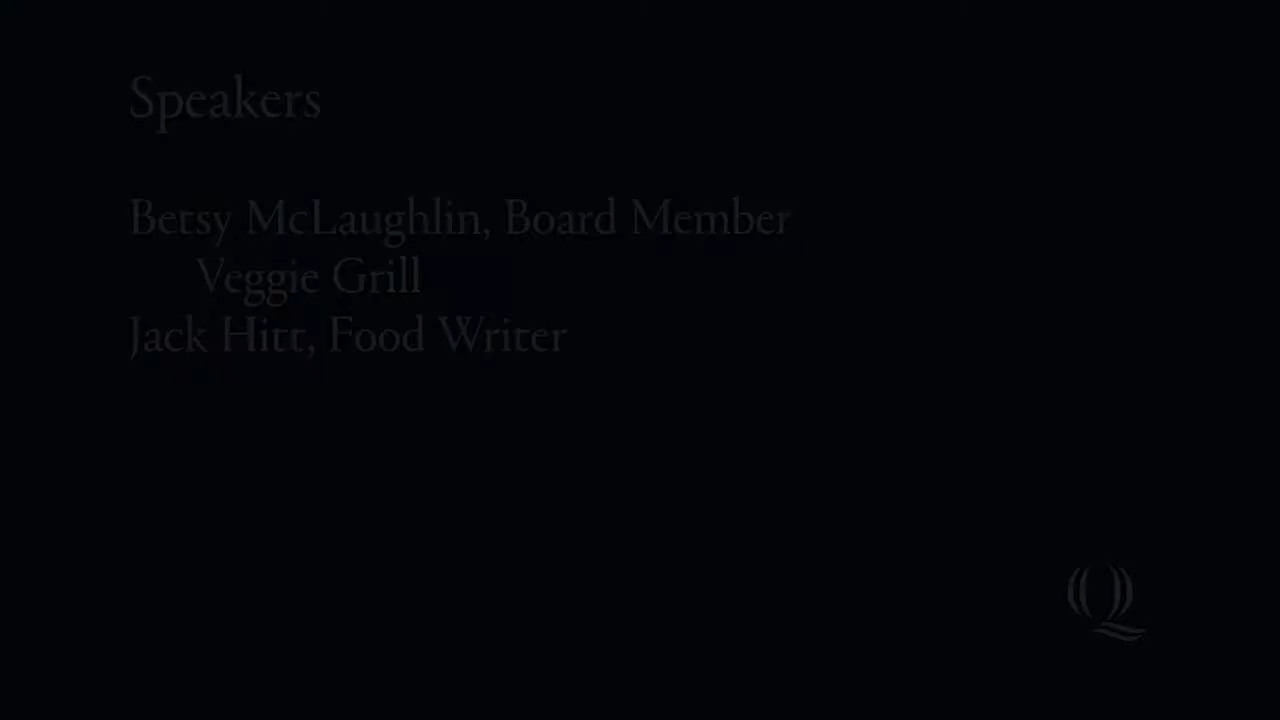 Speakers
Betsy McLaughlin, Board Member
Veggie Grill
Jack Hitt, Food Writer
Q